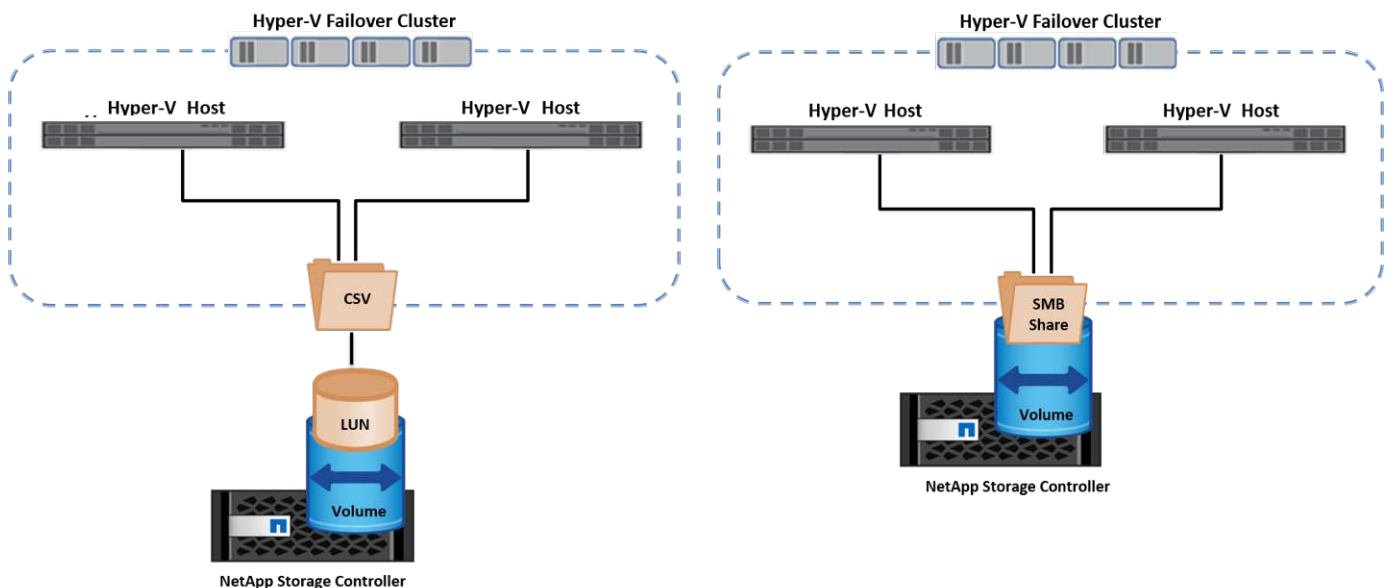 Hyper-V Failover Cluster
Hyper-V Host
Hyper-V Host
CSV
LUN
Volume
NetApp Storage Controller
Hyper-V Failover Cluster
Hyper-V Host
Hyper-V Host
SMB
Share
Volume
NetApp Storage Controller